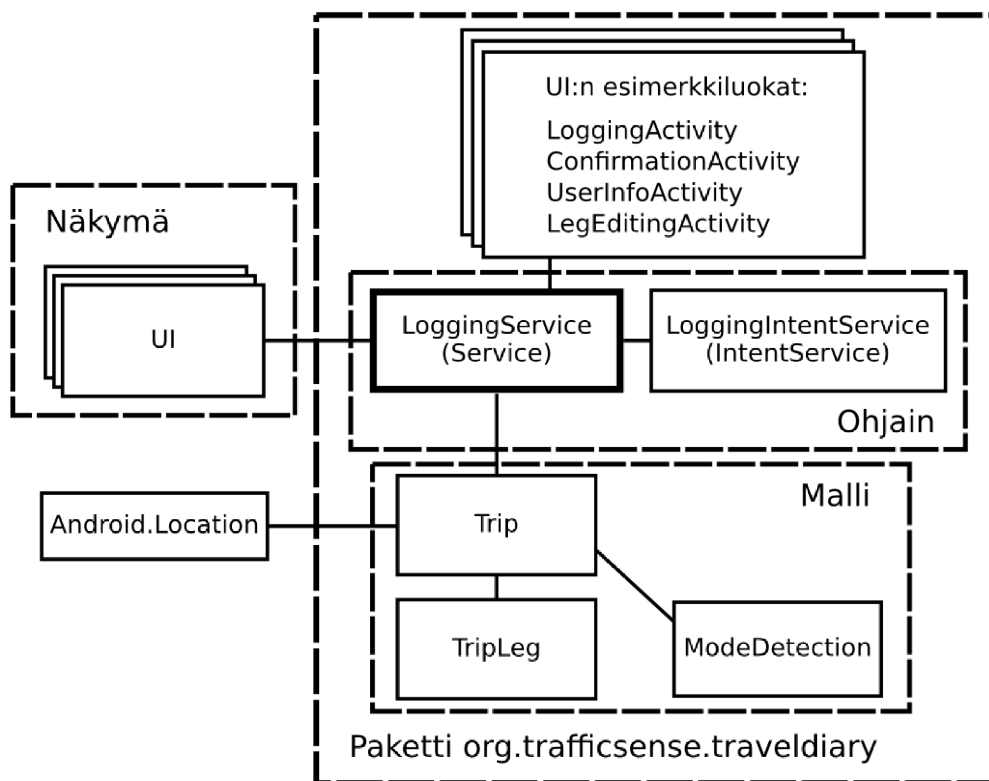 UI:n esimerkkiluokat:
LoggingActivity
ConfirmationActivity
UserInfoActivity
LegEditingActivity
Näkymä
UI
LoggingService
(Service)
LoggingIntentService
(IntentService)
Ohjain
Malli
Android.Location
Trip
TripLeg
ModeDetection
Paketti org.trafficsense.traveldiary